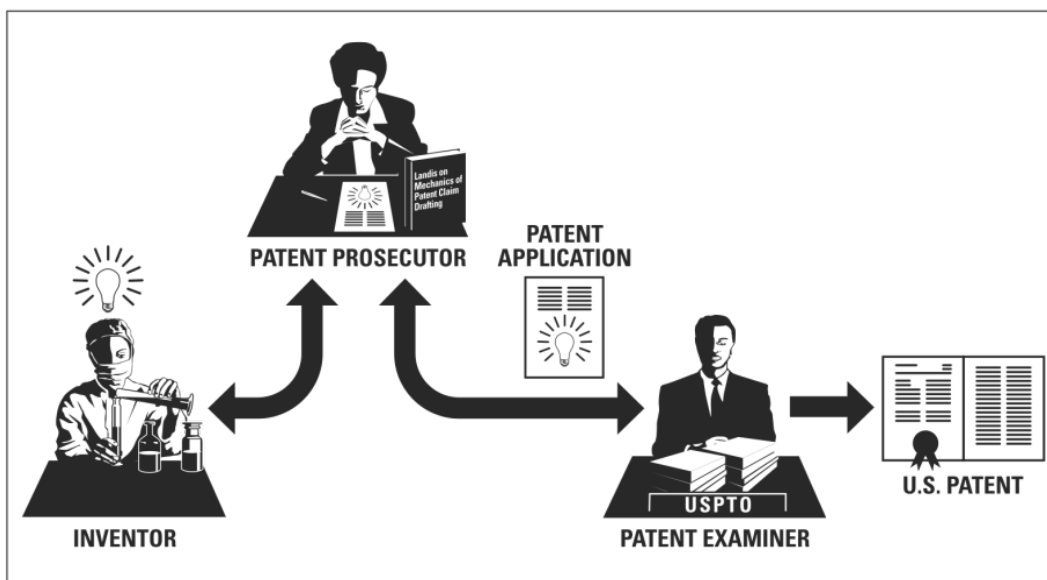 Landis on
Mechanics of
Patent Claim
Drafting
PATENT PROSECUTOR
PATENT
APPLICATION
INVENTOR
USPTO
PATENT EXAMINER
U.S. PATENT